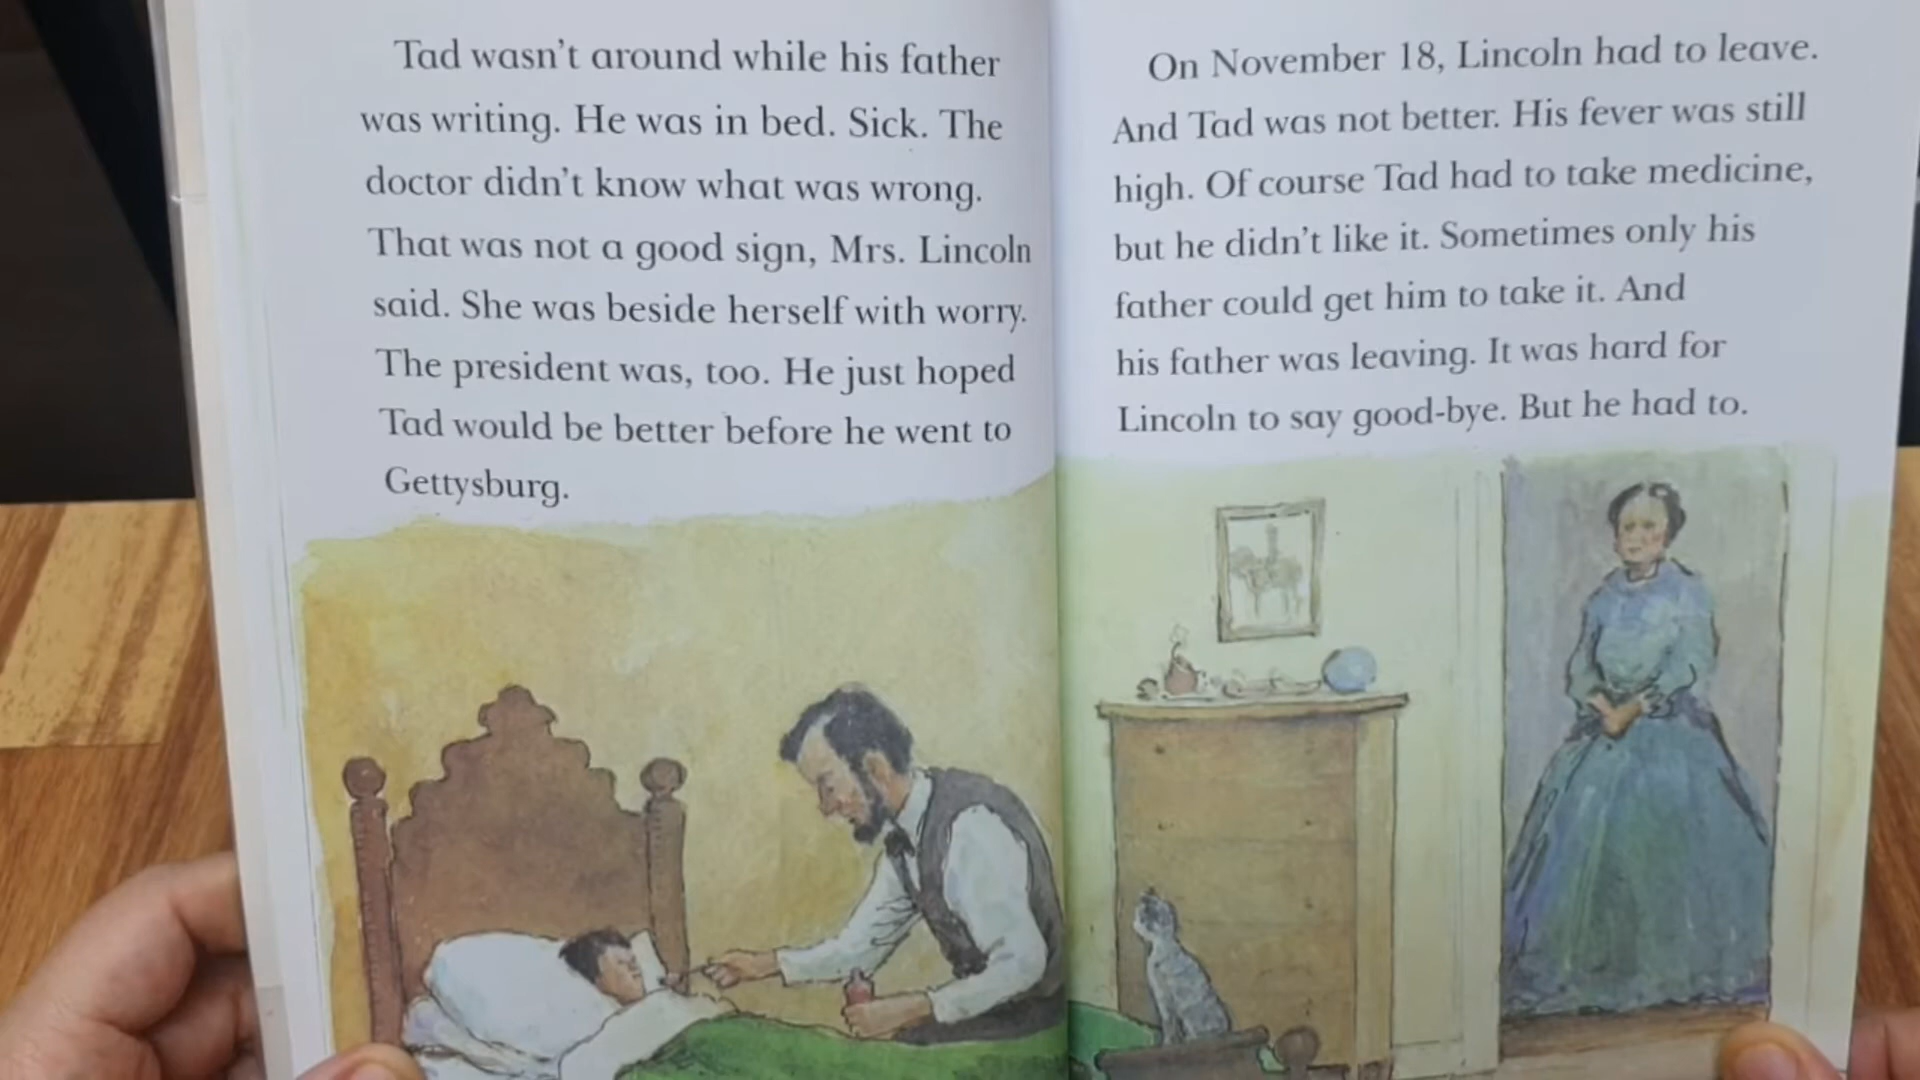 Tad wasn't around while his father
was writing. He was in bed. Sick. The
doctor didn't know what was wrong.
That was not a good sign, Mrs. Lincoln
said. She was beside herself with worry.
The president was, too. He just hoped
Tad would be better before he went to
Gettysburg.
On November 18, Lincoln had to leave.
And Tad was not better. His fever was still
high. Of course Tad had to take medicine,
but he didn't like it. Sometimes only his
father could get him to take it. And
his father was leaving. It was hard for
Lincoln to say good-bye. But he had to.